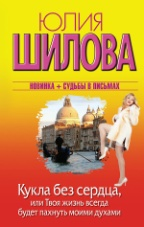 ЮЛИЯ
ШИЛОВА
НОВИНКА + СУДЬБЫ В ПИСЬМАХ
Кукла без сердца,
или Твоя жизнь всегда
будет пахнуть моими духами